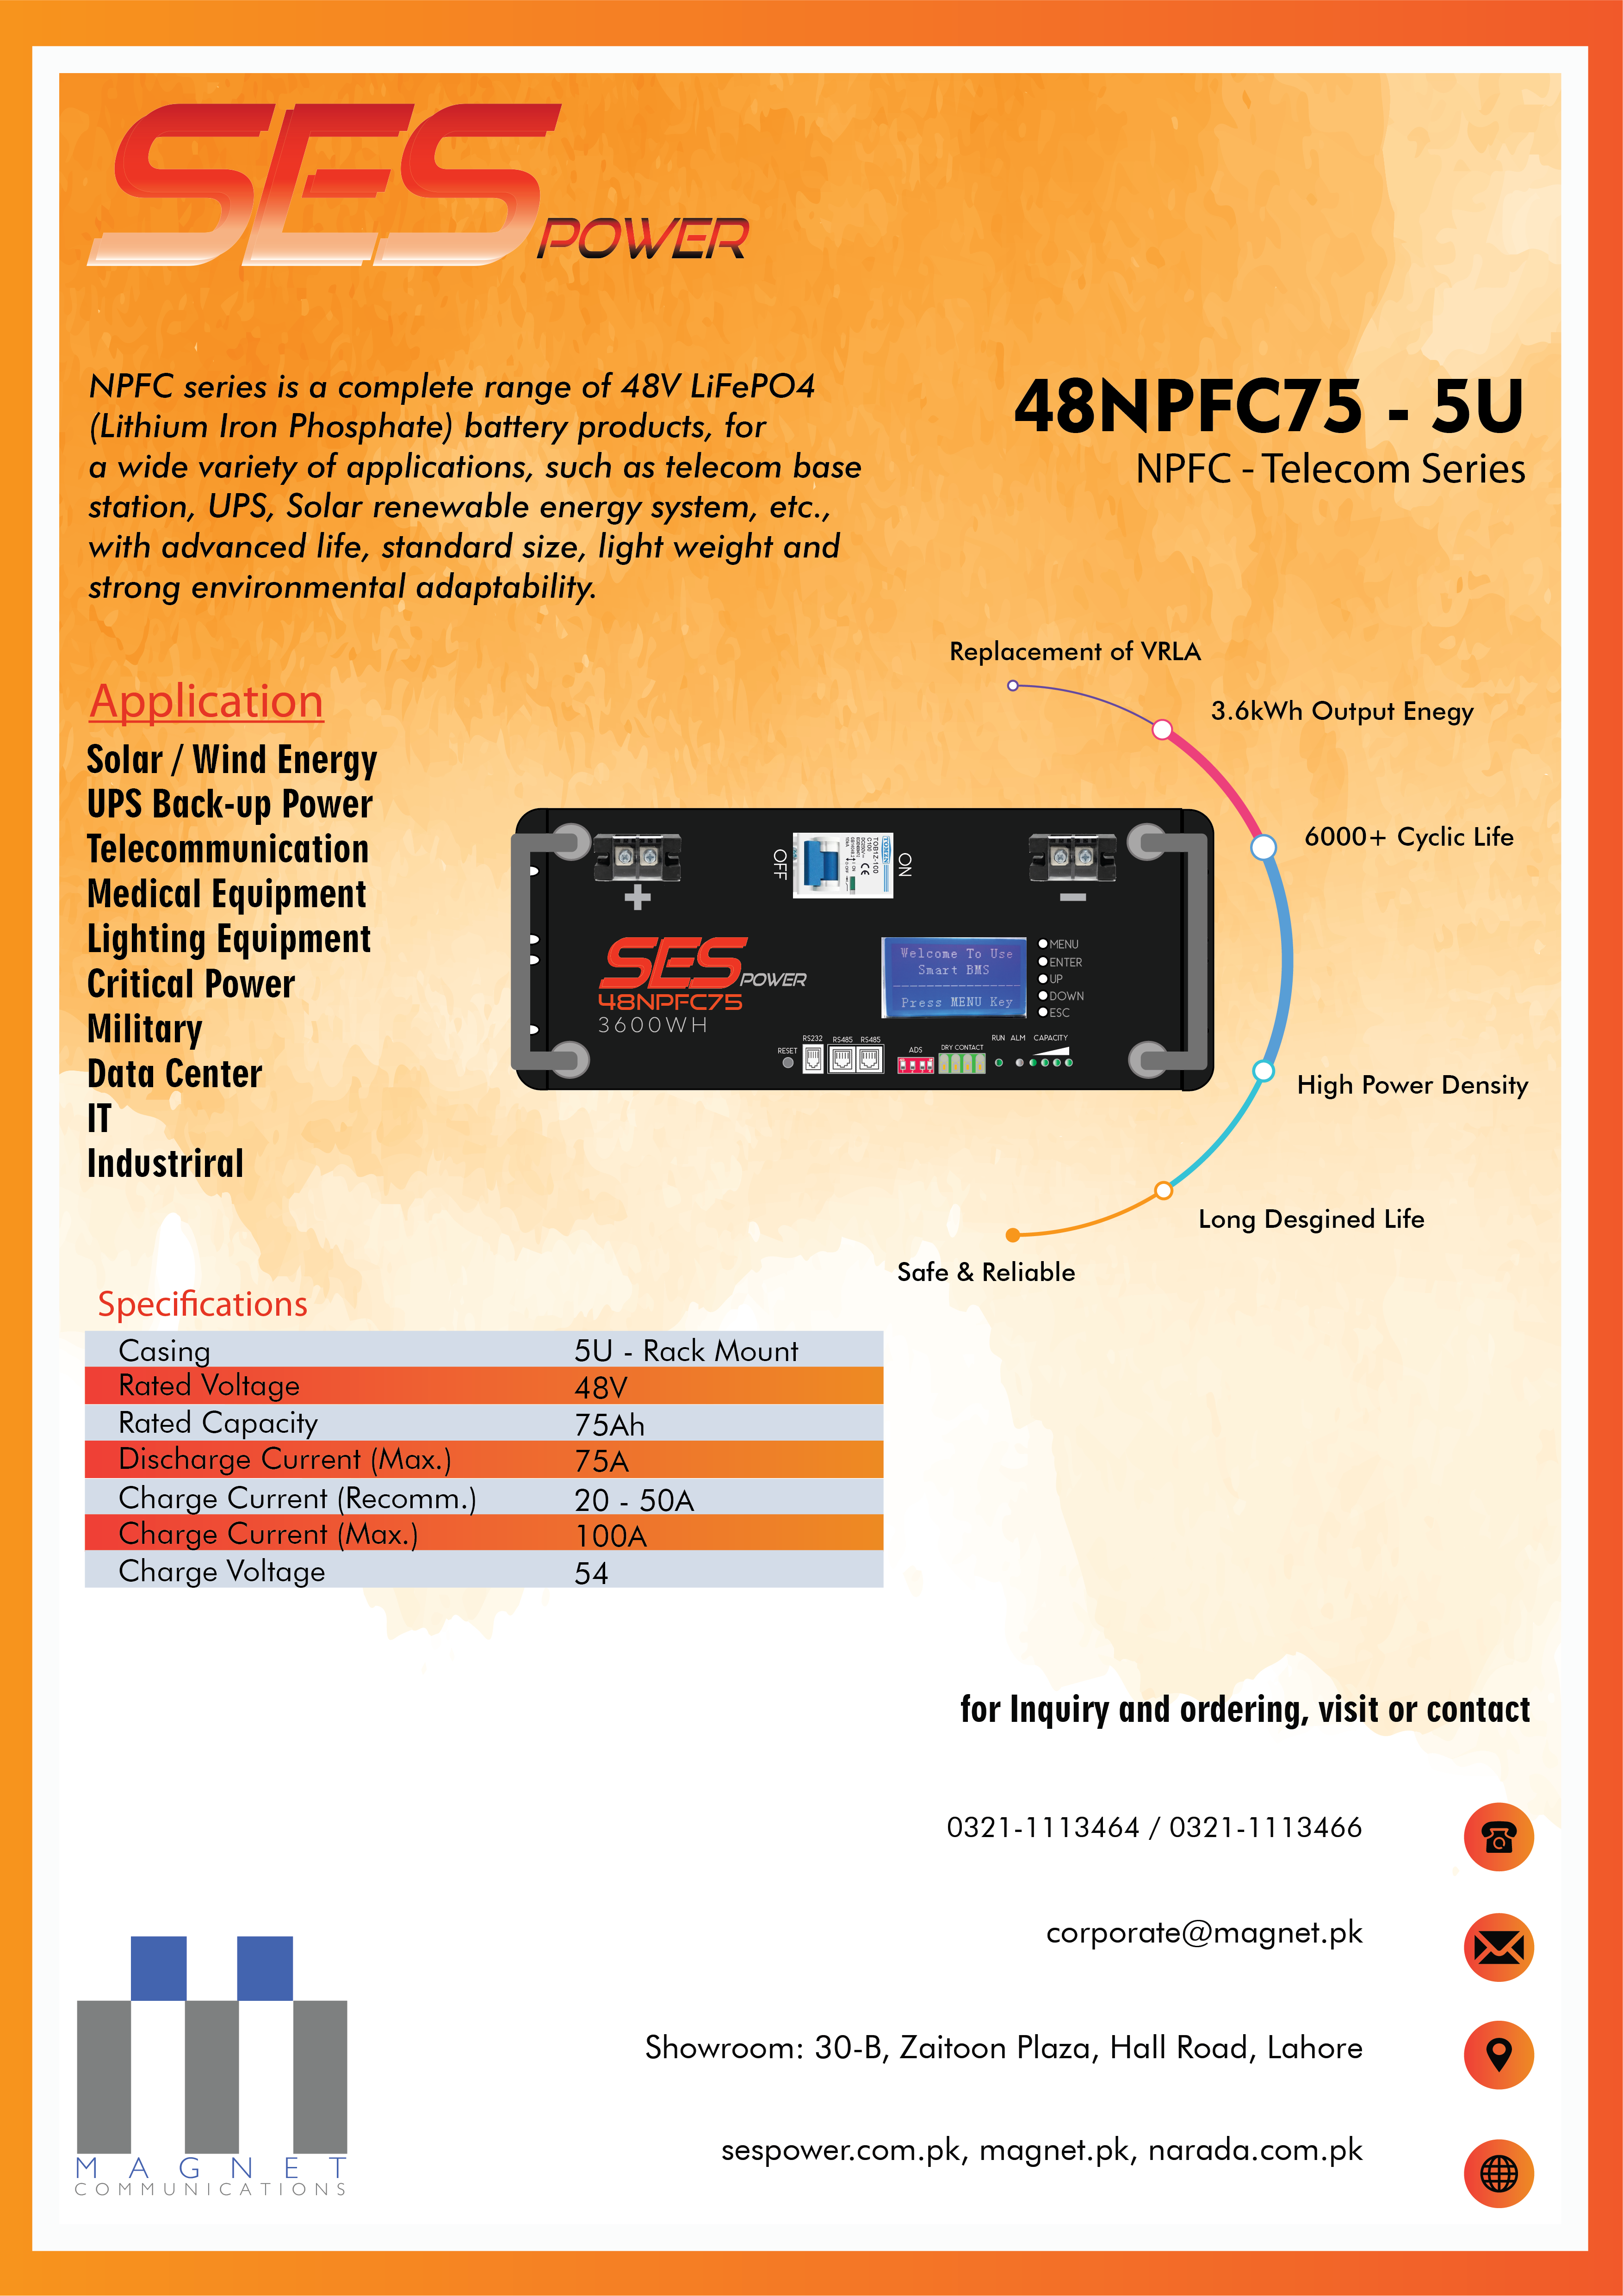 SES POWER
NPFC series is a complete range of 48V LiFePO4
(Lithium Iron Phosphate) battery products, for
a wide variety of applications, such as telecom base
station, UPS, Solar renewable energy system, etc.,
with advanced life, standard size, light weight and
strong environmental adaptability.
48NPFC75 - 5U
NPFC - Telecom Series
Application
Solar / Wind Energy
UPS Back-up Power
Telecommunication
Medical Equipment
Lighting Equipment
Critical Power
Military
Data Center
IT
Industriral
Replacement of VRLA
3.6kWh Output Enegy
6000+ Cyclic Life
High Power Density
Long Desgined Life
Safe & Reliable
+
OFF
TOMZN
TOB1Z-100
C100
CE
ON
−
SES POWER
48NPFC75
3600WH
Welcome To Use
Smart BMS
Press MENU Key
MENU
ENTER
UP
DOWN
ESC
RESET
RS232
RS485
RS485
ADS
DRY CONTACT
RUN
ALM
CAPACITY
Specifications
Casing 5U - Rack Mount
Rated Voltage 48V
Rated Capacity 75Ah
Discharge Current (Max.) 75A
Charge Current (Recomm.) 20 - 50A
Charge Current (Max.) 100A
Charge Voltage 54
for Inquiry and ordering, visit or contact
0321-1113464 / 0321-1113466
corporate@magnet.pk
Showroom: 30-B, Zaitoon Plaza, Hall Road, Lahore
sespower.com.pk, magnet.pk, narada.com.pk
MAGNET
COMMUNICATIONS